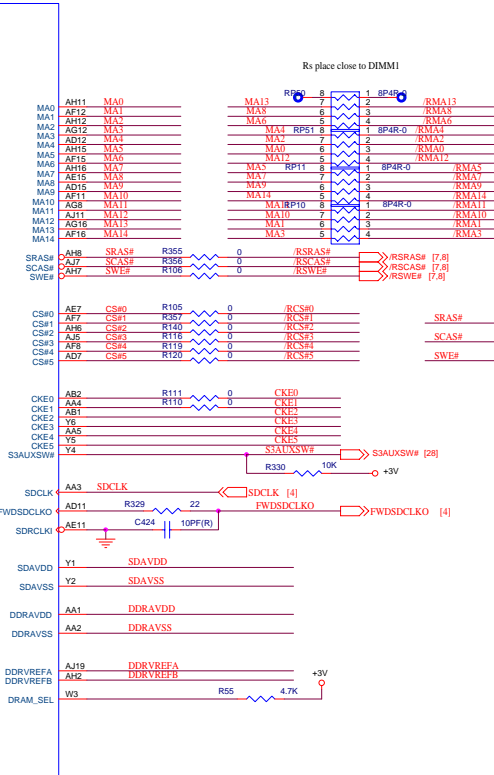 Rs place close to DIMM1
RP50 8 1 8P4R-0
MA0 AH11 MA0 MA13 7 2 /RMA13
MA1 AF12 MA1 MA8 6 3 /RMA8
MA2 AH12 MA2 MA6 5 4 /RMA6
MA3 AG12 MA3 MA4 RP51 8 1 8P4R-0 /RMA4
MA4 AD12 MA4 MA2 7 2 /RMA2
MA5 AH15 MA5 MA0 6 3 /RMA0
MA6 AF15 MA6 MA12 5 4 /RMA12
MA7 AH16 MA7 MA5 RP11 8 1 8P4R-0 /RMA5
MA8 AE15 MA8 MA7 7 2 /RMA7
MA9 AD15 MA9 MA9 6 3 /RMA9
MA10 AF11 MA10 MA14 5 4 /RMA14
MA11 AG8 MA11 MA11 RP10 8 1 8P4R-0 /RMA11
MA12 AJ11 MA12 MA10 7 2 /RMA10
MA13 AG16 MA13 MA1 6 3 /RMA1
MA14 AF16 MA14 MA3 5 4 /RMA3
SRAS# AH8 SRAS# R355 0 /RSRAS# /RSRAS# [7,8]
SCAS# AJ7 SCAS# R356 0 /RSCAS# /RSCAS# [7,8]
SWE# AH7 SWE# R106 0 /RSWE# /RSWE# [7,8]
CS#0 AE7 CS#0 R105 0 /RCS#0
CS#1 AF7 CS#1 R357 0 /RCS#1 SRAS#
CS#2 AH6 CS#2 R140 0 /RCS#2
CS#3 AJ5 CS#3 R116 0 /RCS#3 SCAS#
CS#4 AF8 CS#4 R119 0 /RCS#4
CS#5 AD7 CS#5 R120 0 /RCS#5 SWE#
CKE0 AB2 R111 0 CKE0
CKE1 AA4 R110 0 CKE1
CKE2 AB1 CKE2
CKE3 Y6 CKE3
CKE4 AA5 CKE4
CKE5 Y5 CKE5
S3AUXSW# Y4 S3AUXSW# S3AUXSW# [28]
R330 10K +3V
SDCLK AA3 SDCLK SDCLK [4]
FWDSDCLKO AD11 R329 22 FWDSDCLKO FWDSDCLKO [4]
SDRCLKI AE11 C424 10PF(R)
SDAVDD Y1 SDAVDD
SDAVSS Y2 SDAVSS
DDRAVDD AA1 DDRAVDD
DDRAVSS AA2 DDRAVSS
DDRVREFA AJ19 DDRVREFA
DDRVREFB AH2 DDRVREFB +3V
DRAM_SEL W3 R55 4.7K